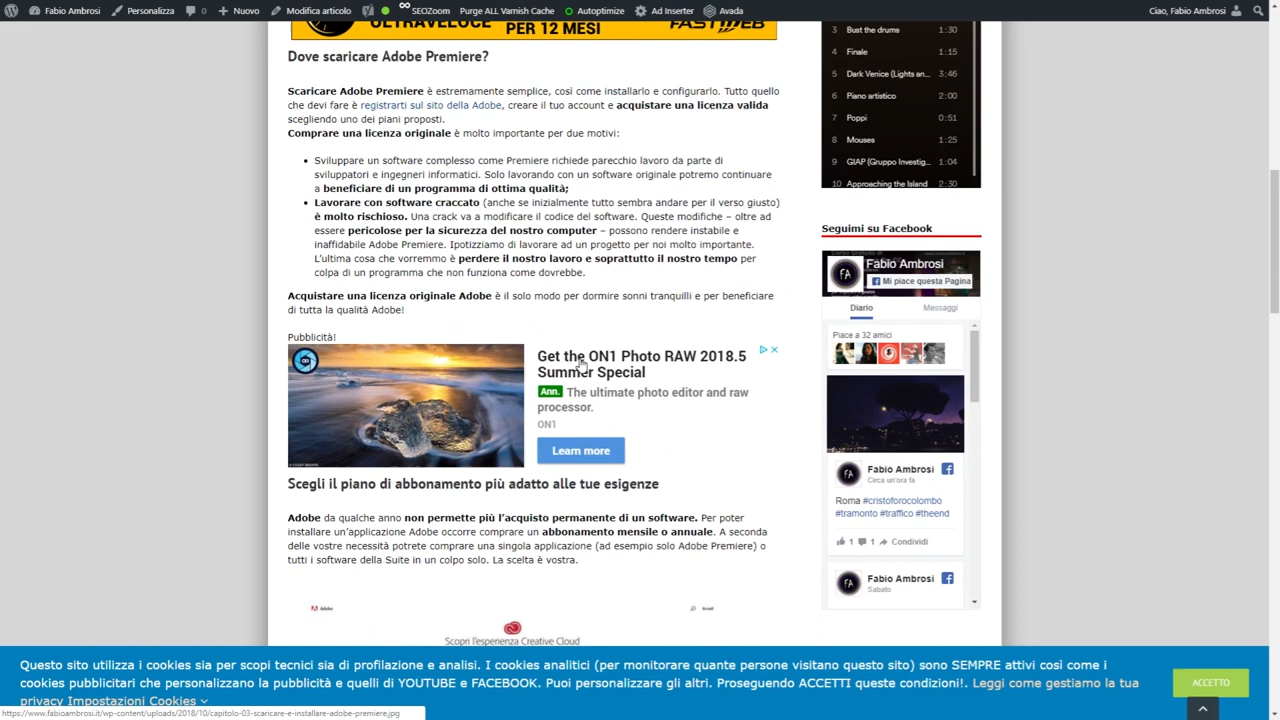 Fabio Ambrosi
Personalizza
0
Nuovo
Modifica articolo
SEOZoom
Purge ALL Varnish Cache
Autoptimize
Ad Inserter
Avada
Ciao, Fabio Ambrosi
ULTRAVELOCE
PER 12 MESI
FASTWEB
Dove scaricare Adobe Premiere?
Scaricare Adobe Premiere è estremamente semplice, così come installarlo e configurarlo. Tutto quello
che devi fare è registrarti sul sito della Adobe, creare il tuo account e acquistare una licenza valida
scegliendo uno dei piani proposti.
Comprare una licenza originale è molto importante per due motivi:
• Sviluppare un software complesso come Premiere richiede parecchio lavoro da parte di
sviluppatori e ingegneri informatici. Solo lavorando con un software originale potremo continuare
a beneficiare di un programma di ottima qualità;
• Lavorare con software craccato (anche se inizialmente tutto sembra andare per il verso giusto)
è molto rischioso. Una crack va a modificare il codice del software. Queste modifiche – oltre ad
essere pericolose per la sicurezza del nostro computer – possono rendere instabile e
inaffidabile Adobe Premiere. Ipotizziamo di lavorare ad un progetto per noi molto importante.
L'ultima cosa che vorremmo è perdere il nostro lavoro e soprattutto il nostro tempo per
colpa di un programma che non funziona come dovrebbe.
Acquistare una licenza originale Adobe è il solo modo per dormire sonni tranquilli e per beneficiare
di tutta la qualità Adobe!
Pubblicità!
ON
Get the ON1 Photo RAW 2018.5
Summer Special
Ann. The ultimate photo editor and raw
processor.
ON1
Learn more
Scegli il piano di abbonamento più adatto alle tue esigenze
Adobe da qualche anno non permette più l'acquisto permanente di un software. Per poter
installare un'applicazione Adobe occorre comprare un abbonamento mensile o annuale. A seconda
delle vostre necessità potrete comprare una singola applicazione (ad esempio solo Adobe Premiere) o
tutti i software della Suite in un colpo solo. La scelta è vostra.
Adobe
Accedi
Scopri l'esperienza Creative Cloud
3 Bust the drums 1:30
4 Finale 1:15
5 Dark Venice (Lights an... 3:46
6 Piano artistico 2:00
7 Poppi 0:51
8 Mouses 1:25
9 GIAP (Gruppo Investig... 1:04
10 Approaching the Island 2:30
Seguimi su Facebook
FA
Fabio Ambrosi
Mi piace questa Pagina
Diario Messaggi
Piace a 32 amici
FA
Fabio Ambrosi
Circa un'ora fa
Roma #cristoforocolombo
#tramonto #traffico #theend
1 1 Condividi
FA
Fabio Ambrosi
Sabato
Questo sito utilizza i cookies sia per scopi tecnici sia di profilazione e analisi. I cookies analitici (per monitorare quante persone visitano questo sito) sono SEMPRE attivi così come i
cookies pubblicitari che personalizzano la pubblicità e quelli di YOUTUBE e FACEBOOK. Puoi personalizzare gli altri. Proseguendo ACCETTI queste condizioni!. Leggi come gestiamo la tua
privacy Impostazioni Cookies
ACCETTO
https://www.fabioambrosi.it/wp-content/uploads/2018/10/capitolo-03-scaricare-e-installare-adobe-premiere.jpg